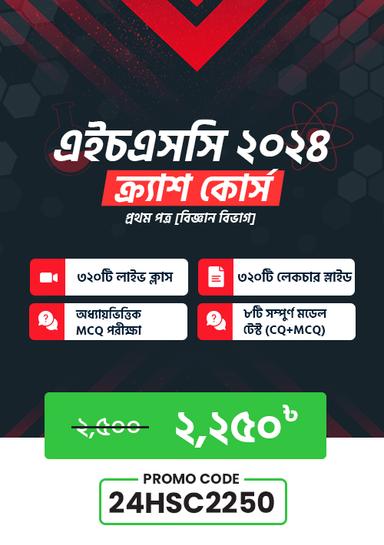 এইচএসসি ২০২৪
ক্র্যাশ কোর্স
প্রথম পত্র [বিজ্ঞান বিভাগ]
৩২০টি লাইভ ক্লাস
৩২০টি লেকচার স্লাইড
অধ্যায়ভিত্তিক
MCQ পরীক্ষা
৮টি সম্পুর্ণ মডেল
টেস্ট (CQ+MCQ)
২,৫০০ ২,২৫০৳
PROMO CODE
24HSC2250